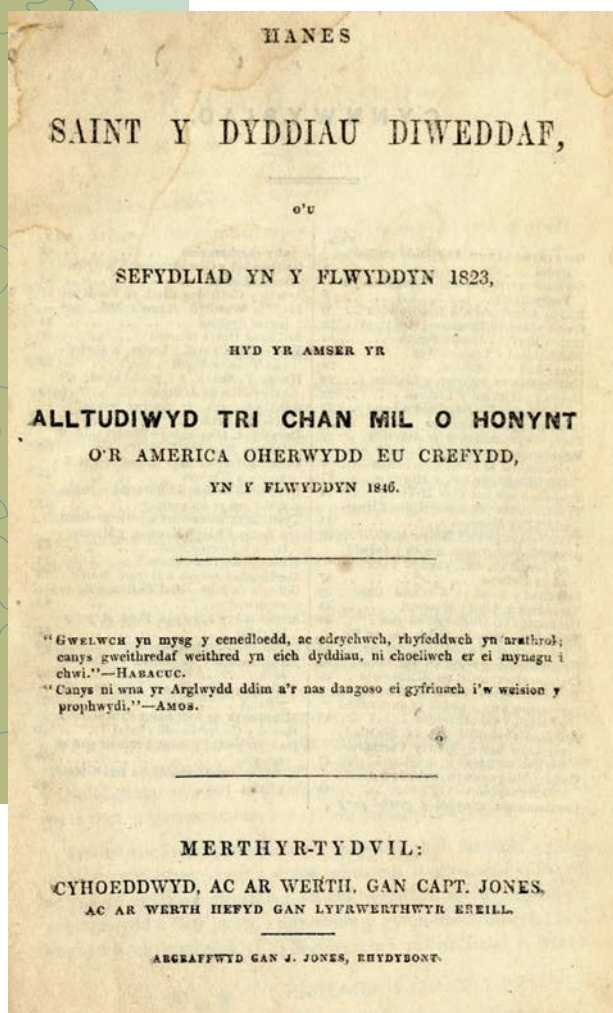 HANES
SAINT Y DYDDIAU DIWEDDAF,
O'U
SEFYDLIAD YN Y FLWYDDYN 1823,
HYD YR AMSER YR
ALLTUDIWYD TRI CHAN MIL O HONYNT
O'R AMERICA OHERWYDD EU CREFYDD,
YN Y FLWYDDYN 1846.
"GWELWCH yn mysg y cenedloedd, ac edrychwch, rhyfeddwch yn aruthrol;
canys gweithredaf weithred yn eich dyddiau, ni choeliwch er ei mynegu i
chwi."—HABACUC.
"Canys ni wna yr Arglwydd ddim a'r nas dangoso ei gyfrinach i'w weision y
prophwydi."—AMOS.
MERTHYR-TYDVIL:
CYHOEDDWYD, AC AR WERTH, GAN CAPT. JONES,
AC AR WERTH HEFYD GAN LYFRWERTHWYR EREILL.
ARGRAFFWYD GAN J. JONES, RHYDYBONT.